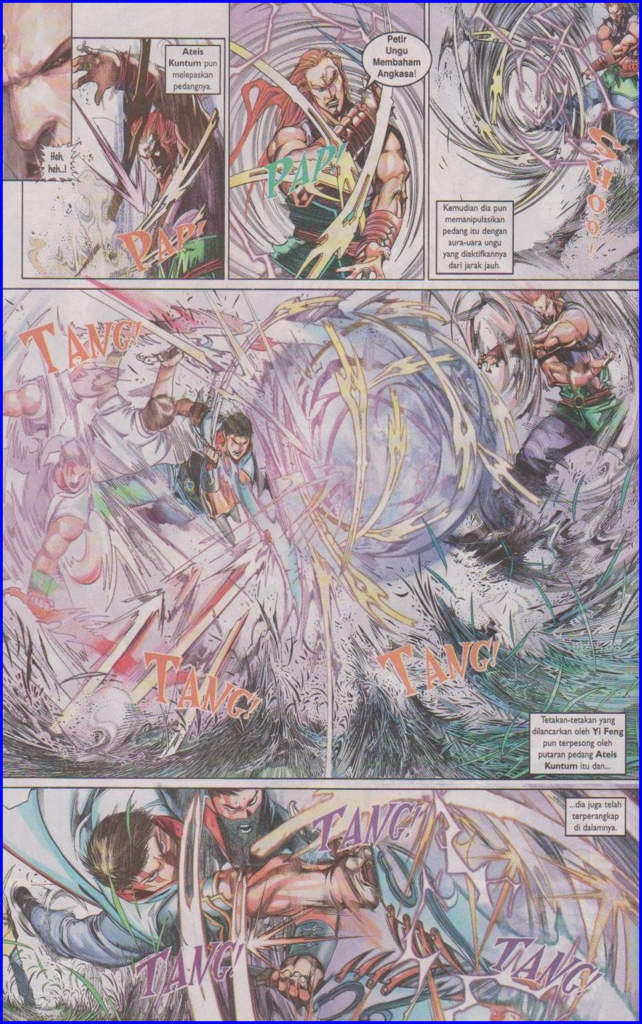 Heh,
heh...!
Ateis
Kuntum pun
melepaskan
pedangnya.
PAP!
Petir
Ungu
Membaham
Angkasa!
PAP!
Kemudian dia pun
memanipulasikan
pedang itu dengan
aura-uara ungu
yang diaktifkannya
dari jarak jauh.
TANG!
TANG!
TANG!
Tetakan-tetakan yang
dilancarkan oleh Yi Feng
pun terpesong oleh
putaran pedang Ateis
Kuntum itu dan...
...dia juga telah
terperangkap
di dalamnya.
TANG!
TANG!
TANG!